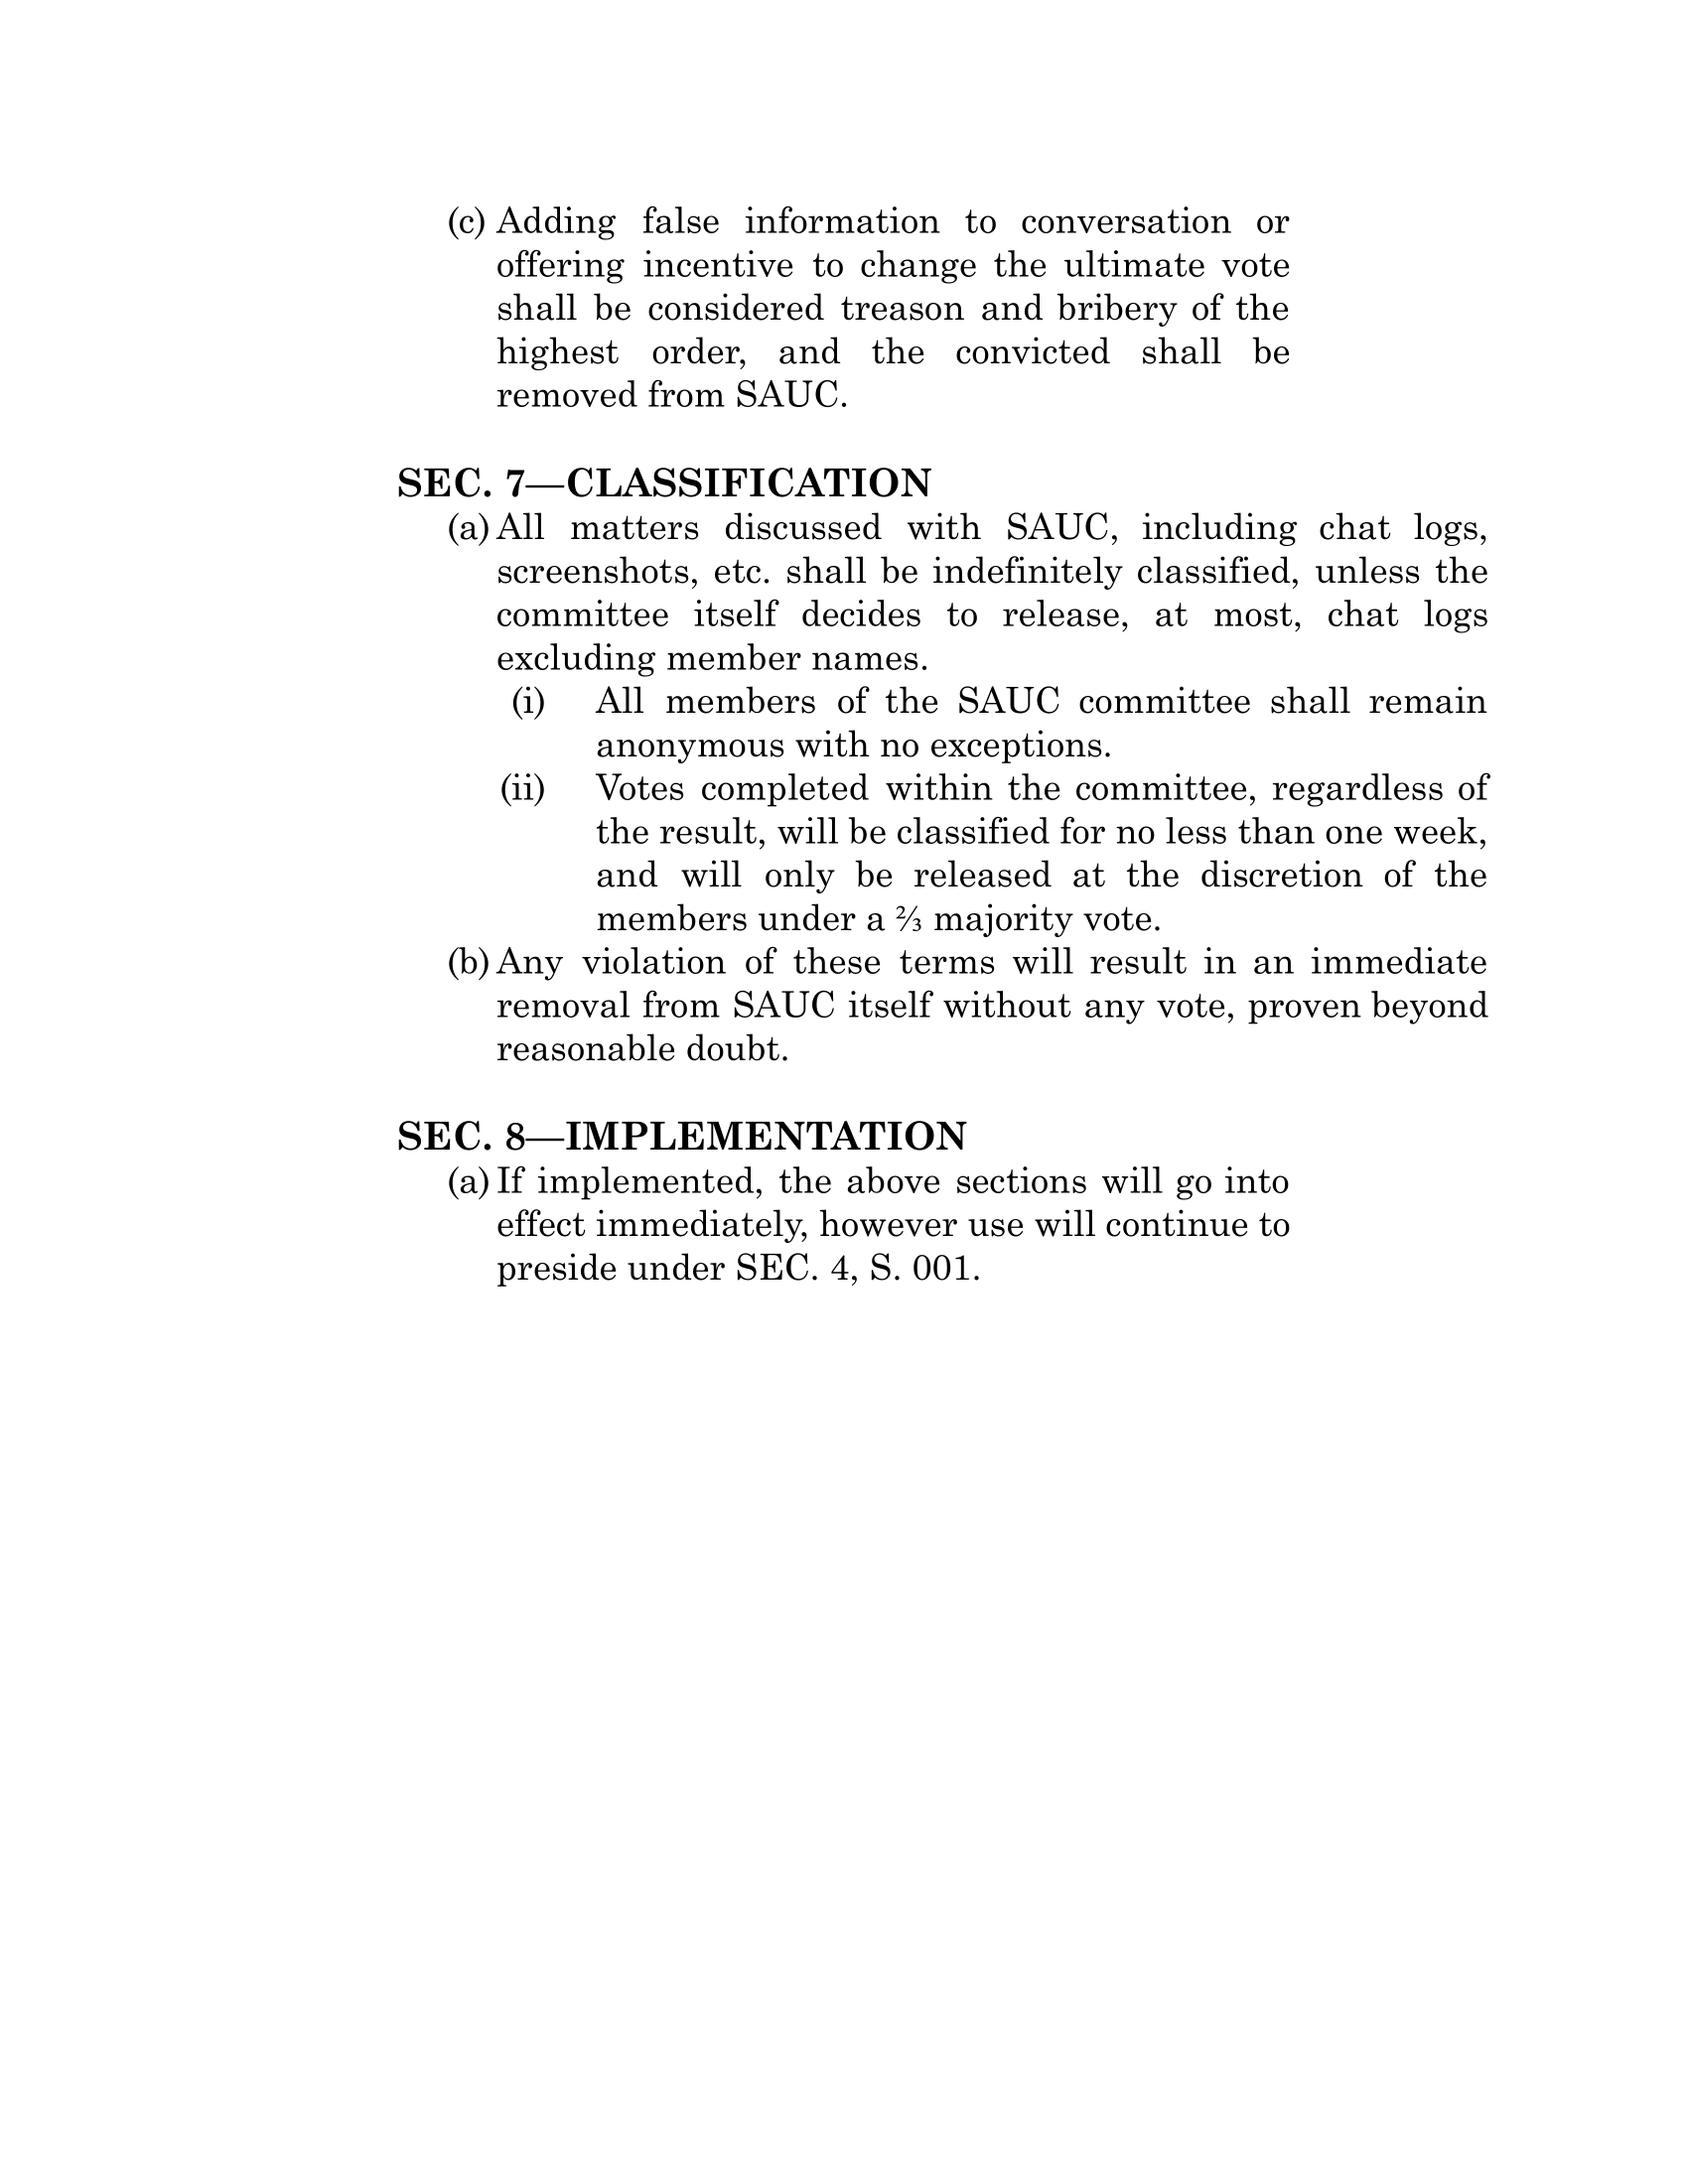 (c) Adding false information to conversation or
offering incentive to change the ultimate vote
shall be considered treason and bribery of the
highest order, and the convicted shall be
removed from SAUC.
SEC. 7—CLASSIFICATION
(a) All matters discussed with SAUC, including chat logs,
screenshots, etc. shall be indefinitely classified, unless the
committee itself decides to release, at most, chat logs
excluding member names.
(i) All members of the SAUC committee shall remain
anonymous with no exceptions.
(ii) Votes completed within the committee, regardless of
the result, will be classified for no less than one week,
and will only be released at the discretion of the
members under a ⅔ majority vote.
(b) Any violation of these terms will result in an immediate
removal from SAUC itself without any vote, proven beyond
reasonable doubt.
SEC. 8—IMPLEMENTATION
(a) If implemented, the above sections will go into
effect immediately, however use will continue to
preside under SEC. 4, S. 001.